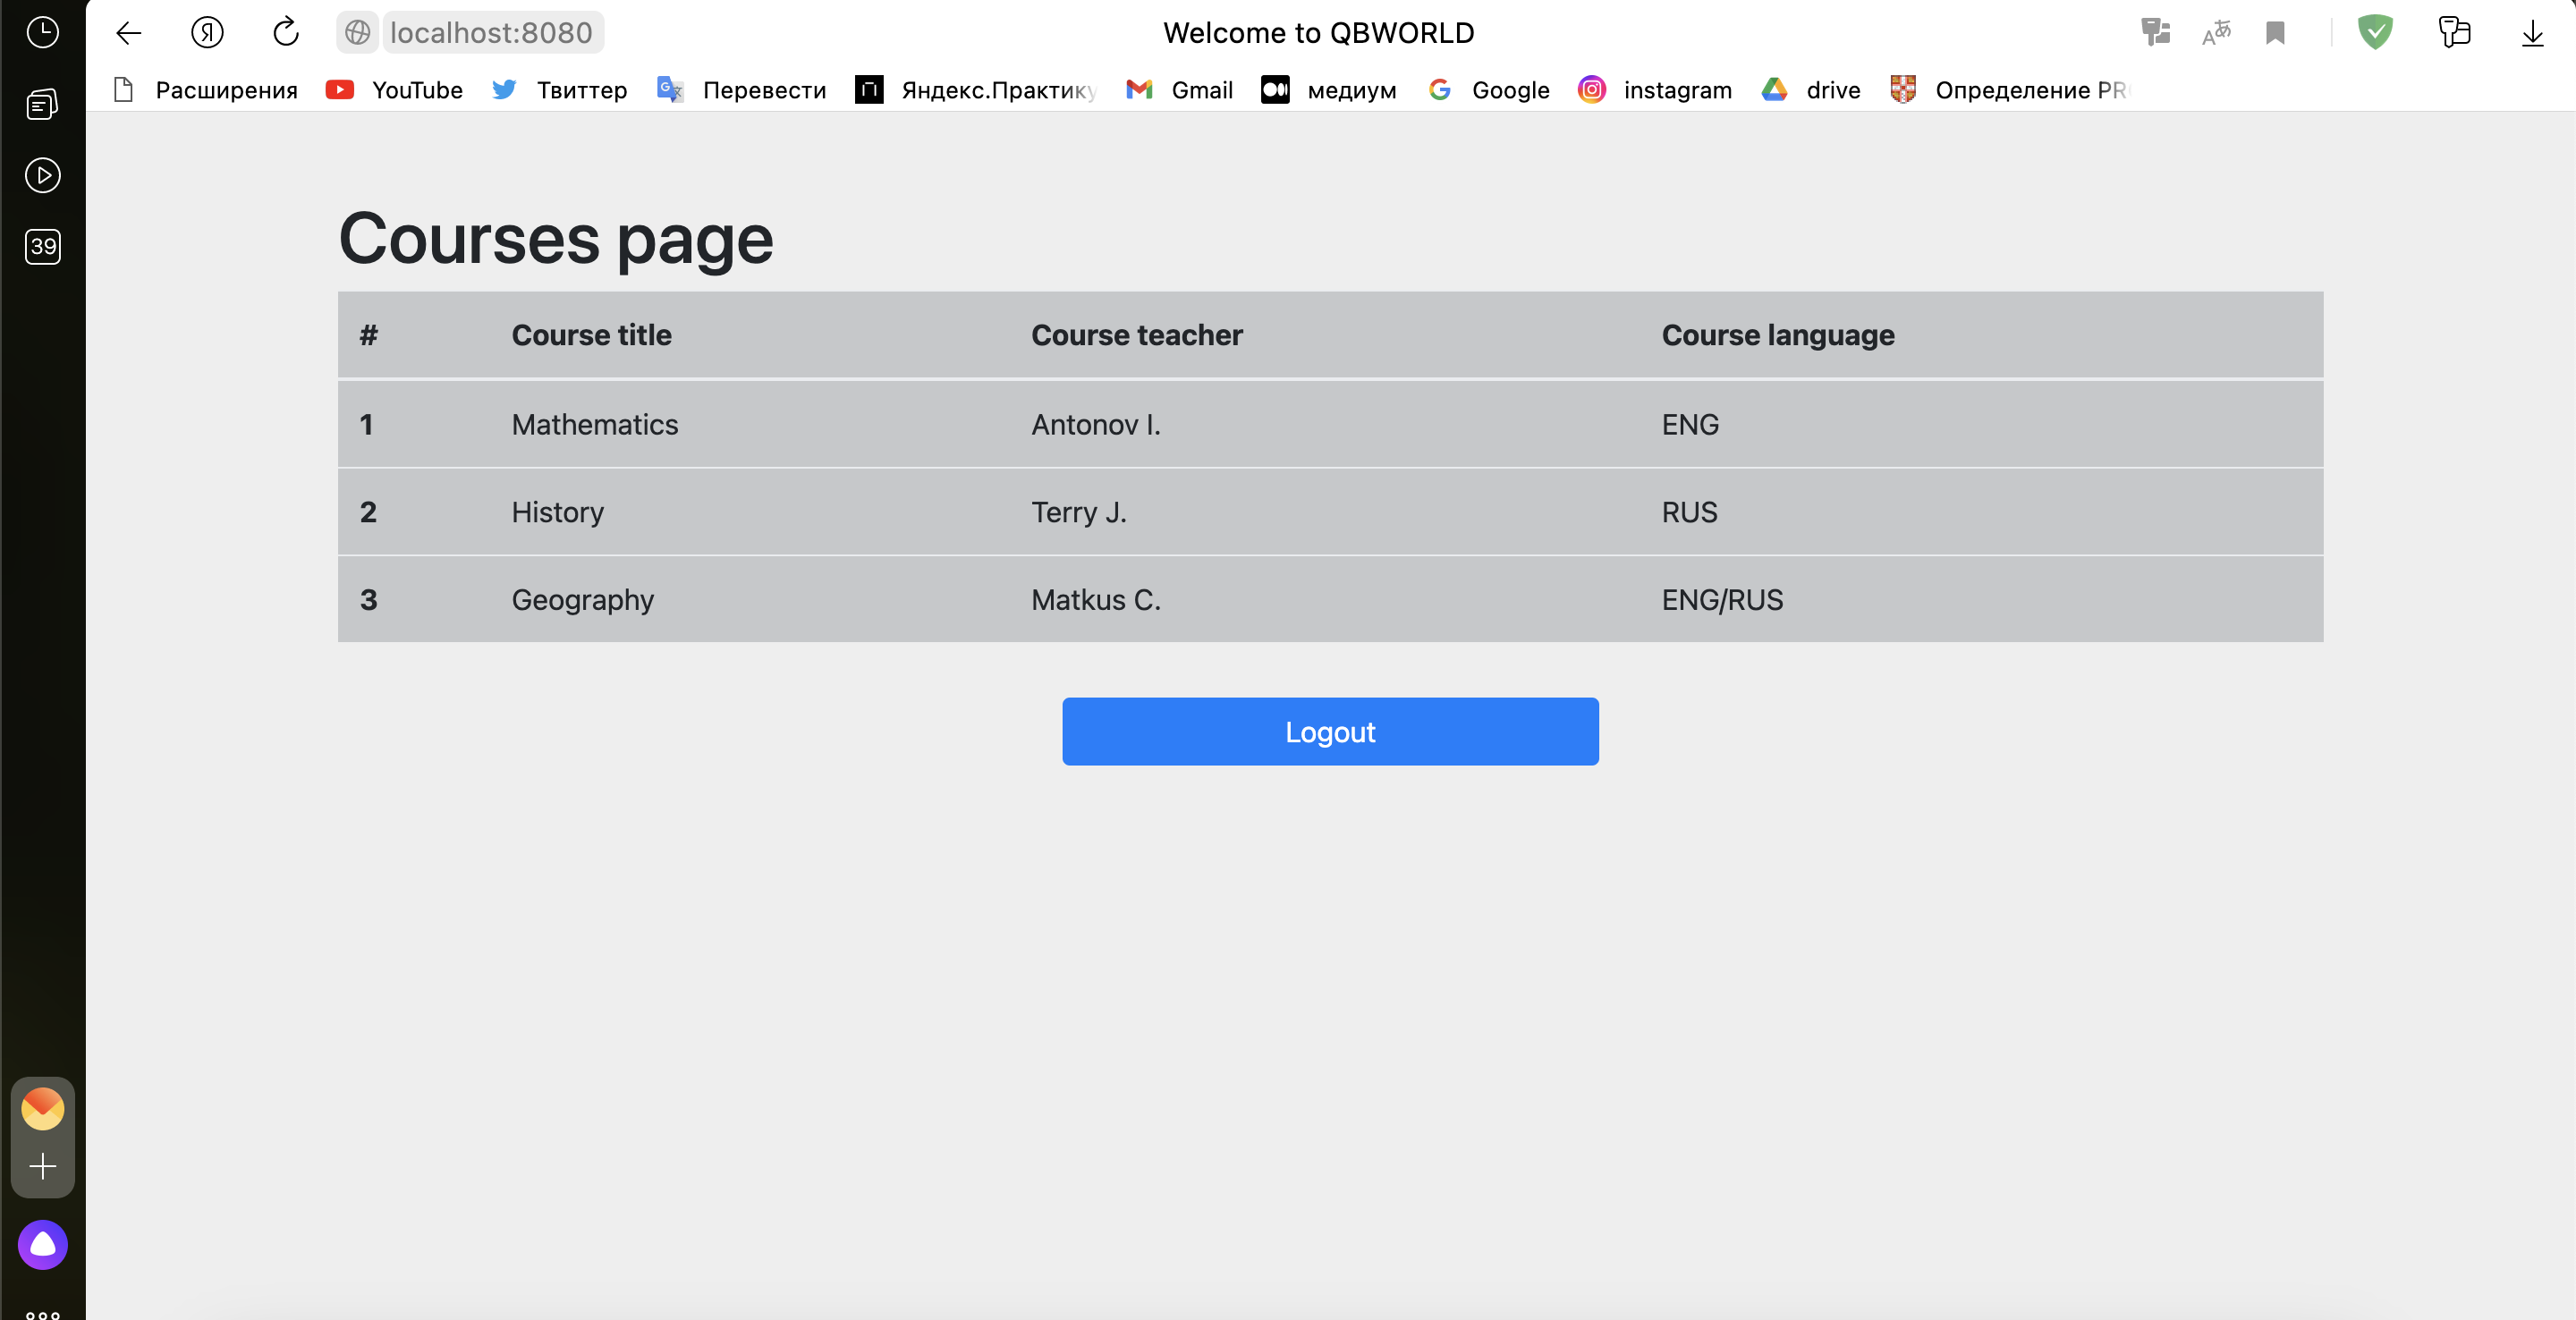 localhost:8080 Welcome to QBWORLD
Расширения YouTube Твиттер Перевести Яндекс.Практику Gmail медиум Google instagram drive Определение PR
39
Courses page
# Course title Course teacher Course language
1 Mathematics Antonov I. ENG
2 History Terry J. RUS
3 Geography Matkus C. ENG/RUS
Logout